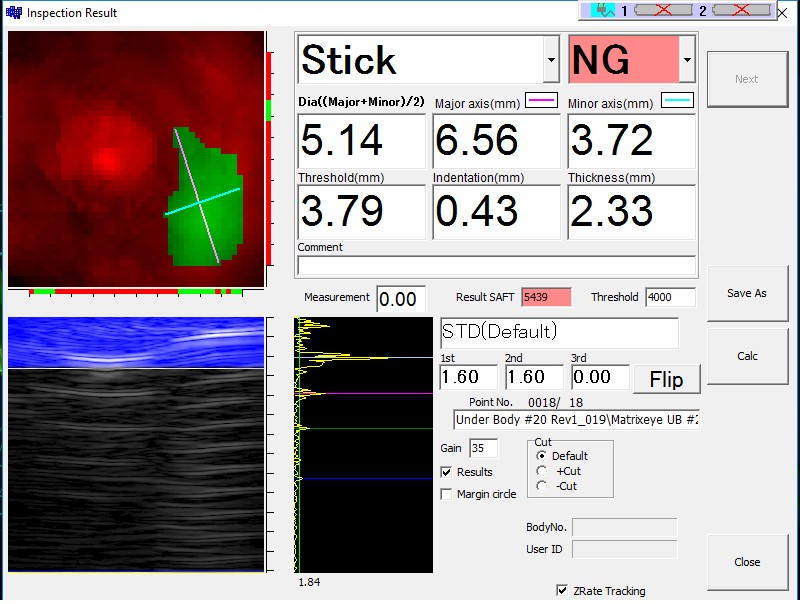 Inspection Result
1 2
Stick NG
Next
Dia((Major+Minor)/2) Major axis(mm) Minor axis(mm)
5.14 6.56 3.72
Threshold(mm) Indentation(mm) Thickness(mm)
3.79 0.43 2.33
Comment
Measurement 0.00 Result SAFT 5439 Threshold 4000
Save As
STD(Default)
Calc
1st 2nd 3rd
1.60 1.60 0.00 Flip
Point No. 0018/ 18
Under Body #20 Rev1_019\Matrixeye UB #2
Gain 35
Cut
Default
Results
+Cut
Margin circle
-Cut
BodyNo.
User ID
Close
1.84
ZRate Tracking